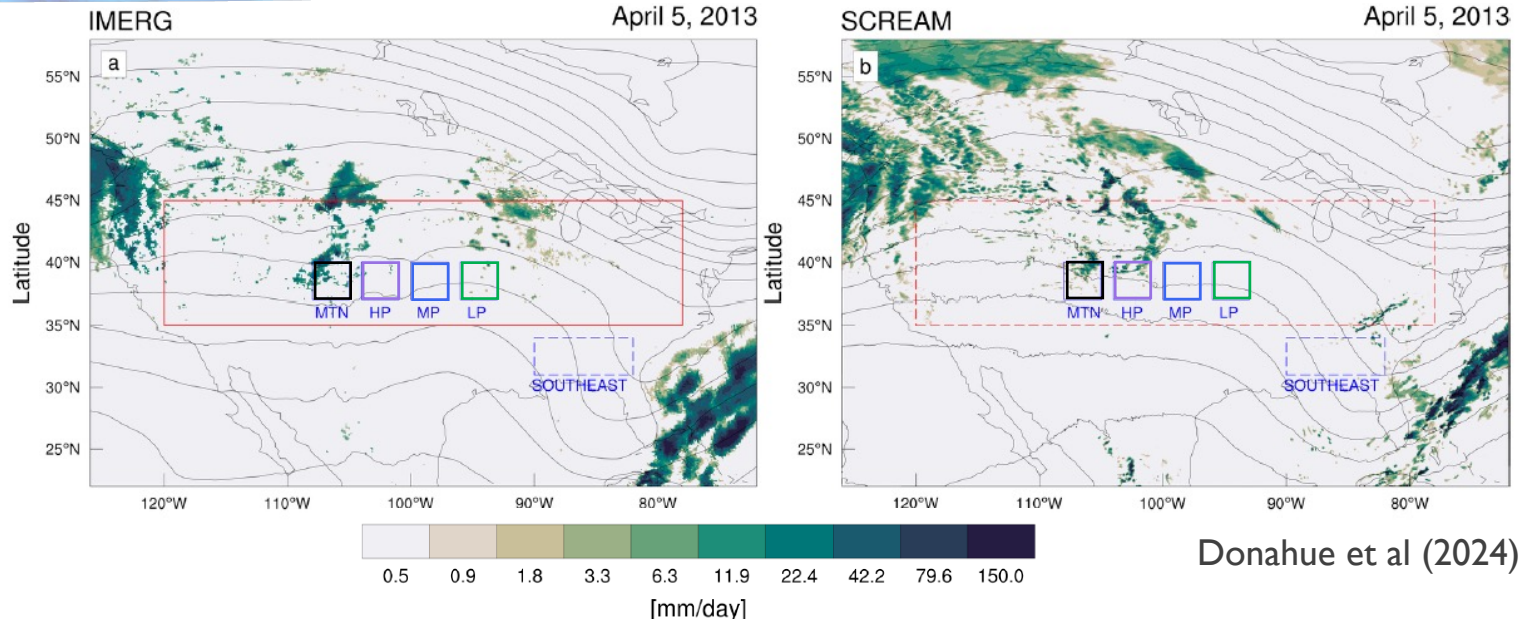 IMERG
April 5, 2013
SCREAM
April 5, 2013
a
b
55°N
50°N
45°N
40°N
35°N
30°N
25°N
Latitude
MTN
HP
MP
LP
SOUTHEAST
120°W
110°W
100°W
90°W
80°W
55°N
50°N
45°N
40°N
35°N
30°N
25°N
Latitude
MTN
HP
MP
LP
SOUTHEAST
120°W
110°W
100°W
90°W
80°W
0.5 0.9 1.8 3.3 6.3 11.9 22.4 42.2 79.6 150.0
[mm/day]
Donahue et al (2024)